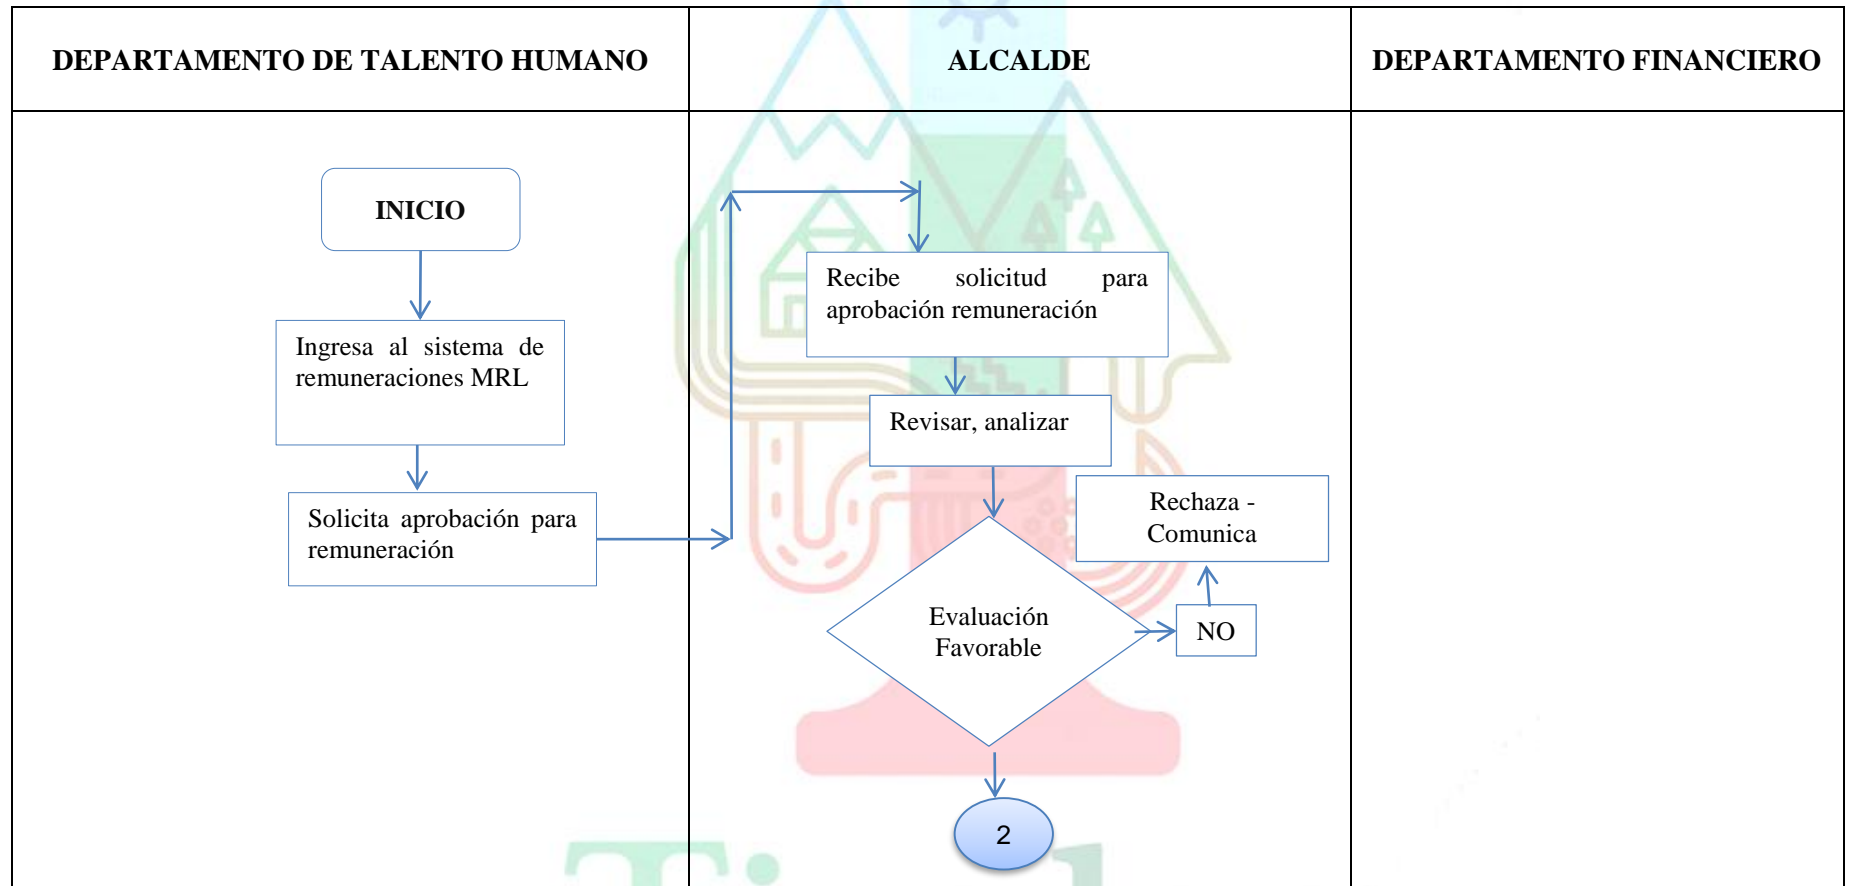 DEPARTAMENTO DE TALENTO HUMANO
ALCALDE
DEPARTAMENTO FINANCIERO
INICIO
Ingresa al sistema de
remuneraciones MRL
Solicita aprobación para
remuneración
Recibe solicitud para
aprobación remuneración
Revisar, analizar
Rechaza -
Comunica
Evaluación
Favorable
NO
2